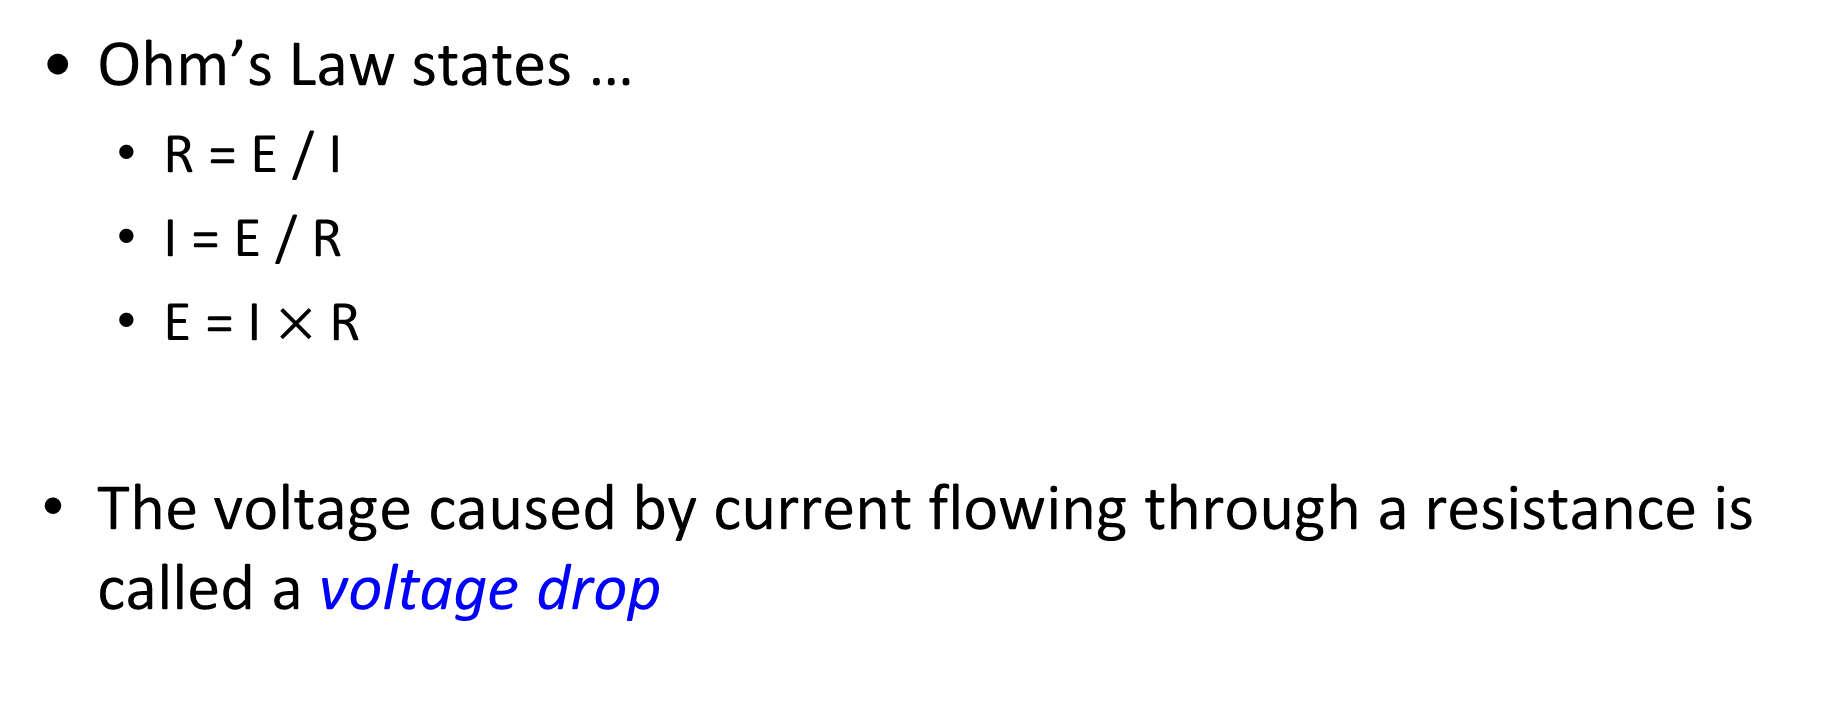 • Ohm’s Law states …
• R = E / I
• I = E / R
• E = I × R
• The voltage caused by current flowing through a resistance is
called a voltage drop